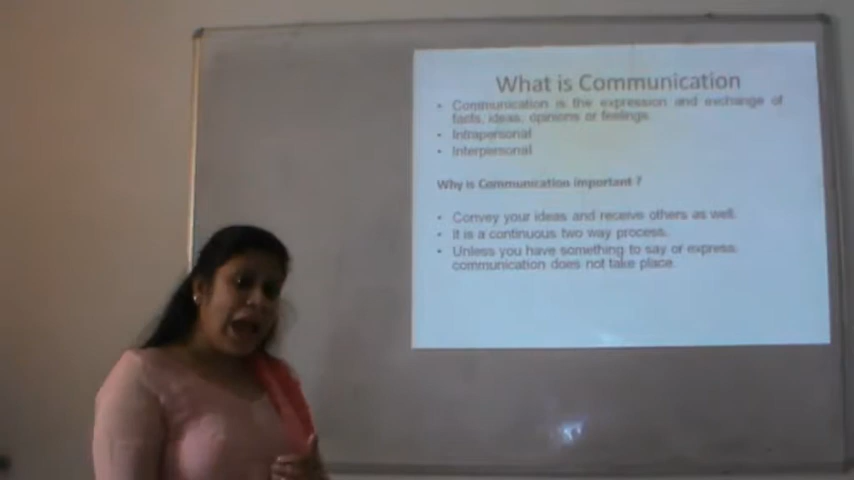 What is Communication
• Communication is the expression and exchange of
facts, ideas, opinions or feelings.
• Intrapersonal
• Interpersonal
Why is Communication important ?
• Convey your ideas and receive others as well.
• It is a continuous two way process.
• Unless you have something to say or express,
communication does not take place.